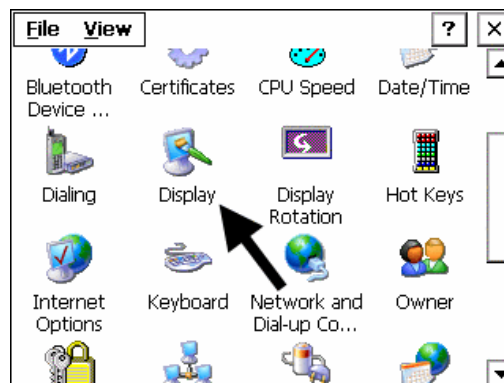 File View ?
Bluetooth Certificates CPU Speed Date/Time
Device ...
Dialing Display Display Hot Keys
Rotation
Internet Keyboard Network and Owner
Options Dial-up Co...